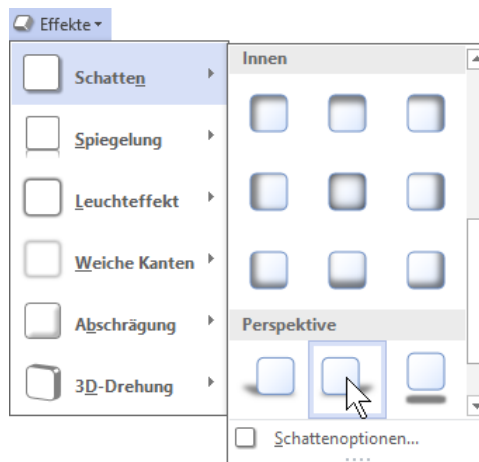 Effekte
Schatten
Spiegelung
Leuchteffekt
Weiche Kanten
Abschrägung
3D-Drehung
Innen
Perspektive
Schattenoptionen...